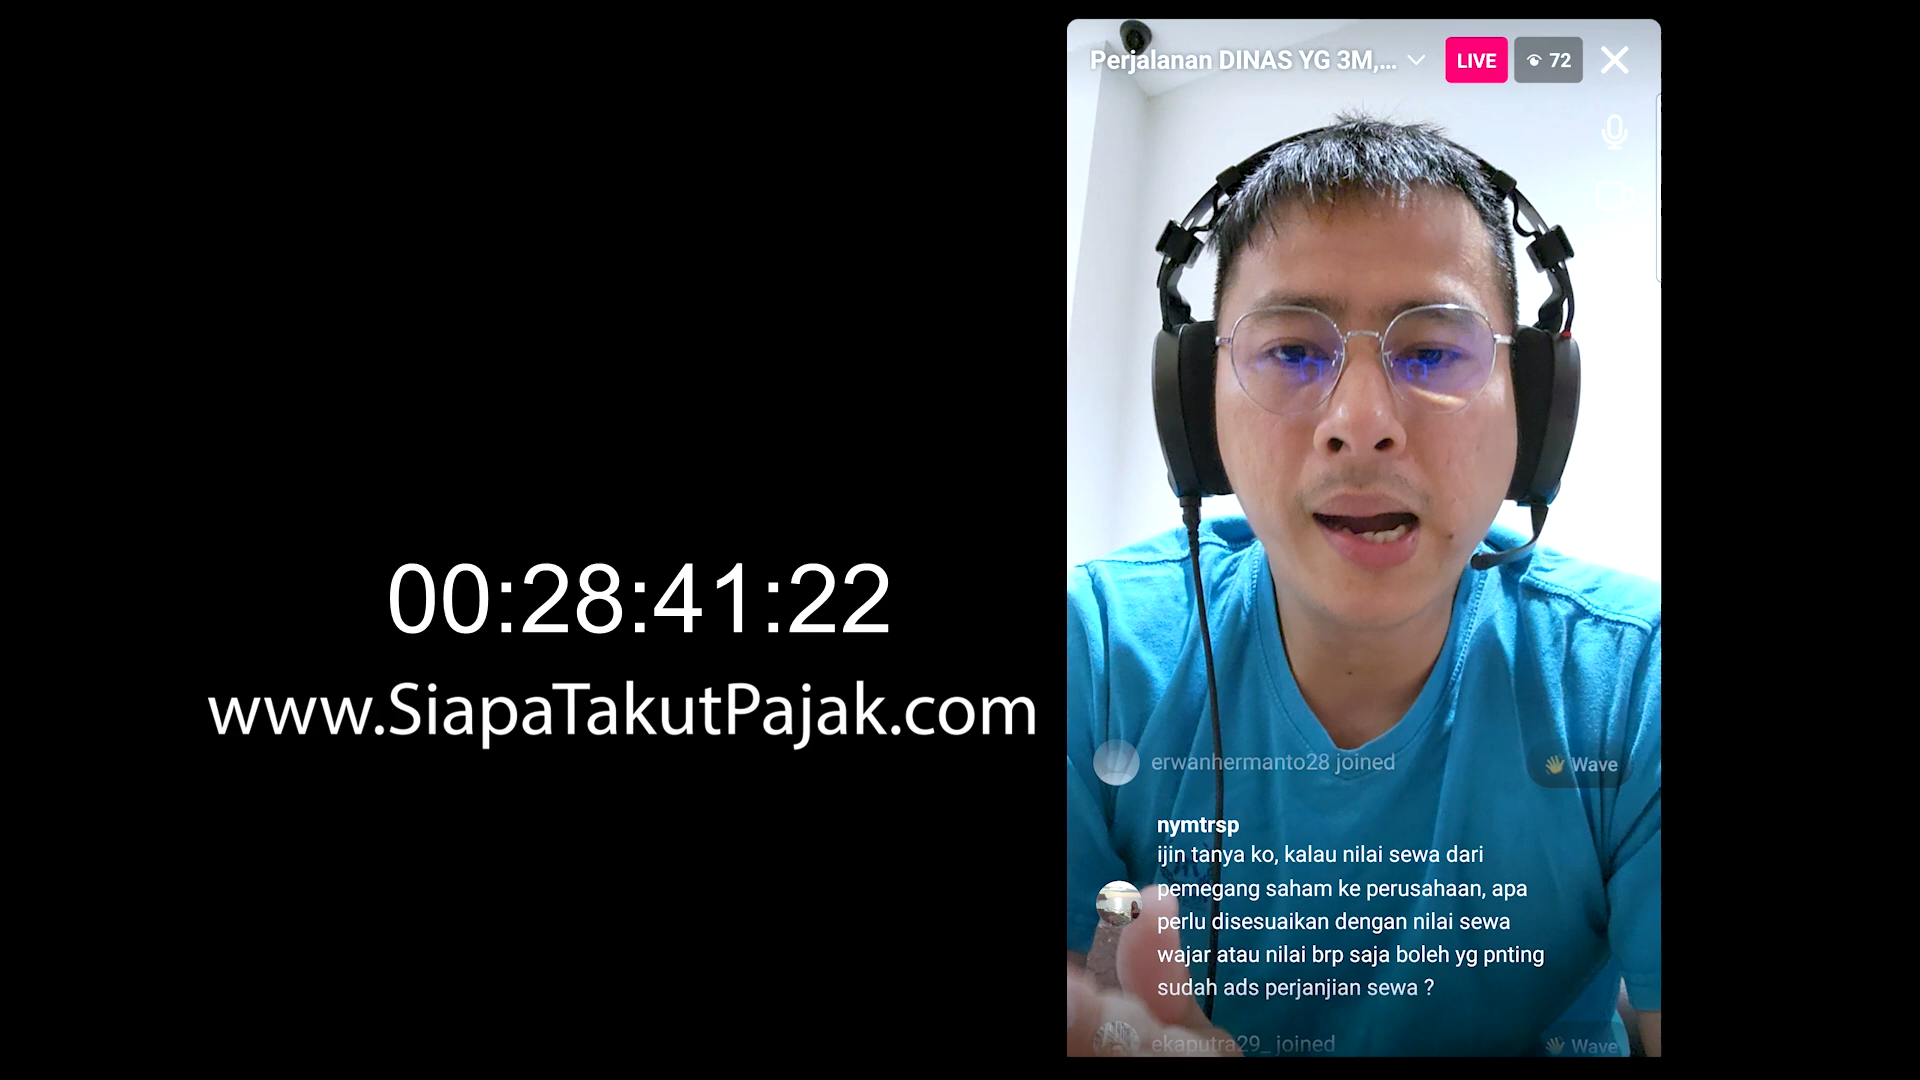 Perjalanan DINAS YG 3M,...
LIVE
72
00:28:41:22
www.SiapaTakutPajak.com
erwanhermanto28 joined
Wave
nymtrsp
ijin tanya ko, kalau nilai sewa dari
pemegang saham ke perusahaan, apa
perlu disesuaikan dengan nilai sewa
wajar atau nilai brp saja boleh yg pnting
sudah ads perjanjian sewa ?
ekaputra29_ joined
Wave